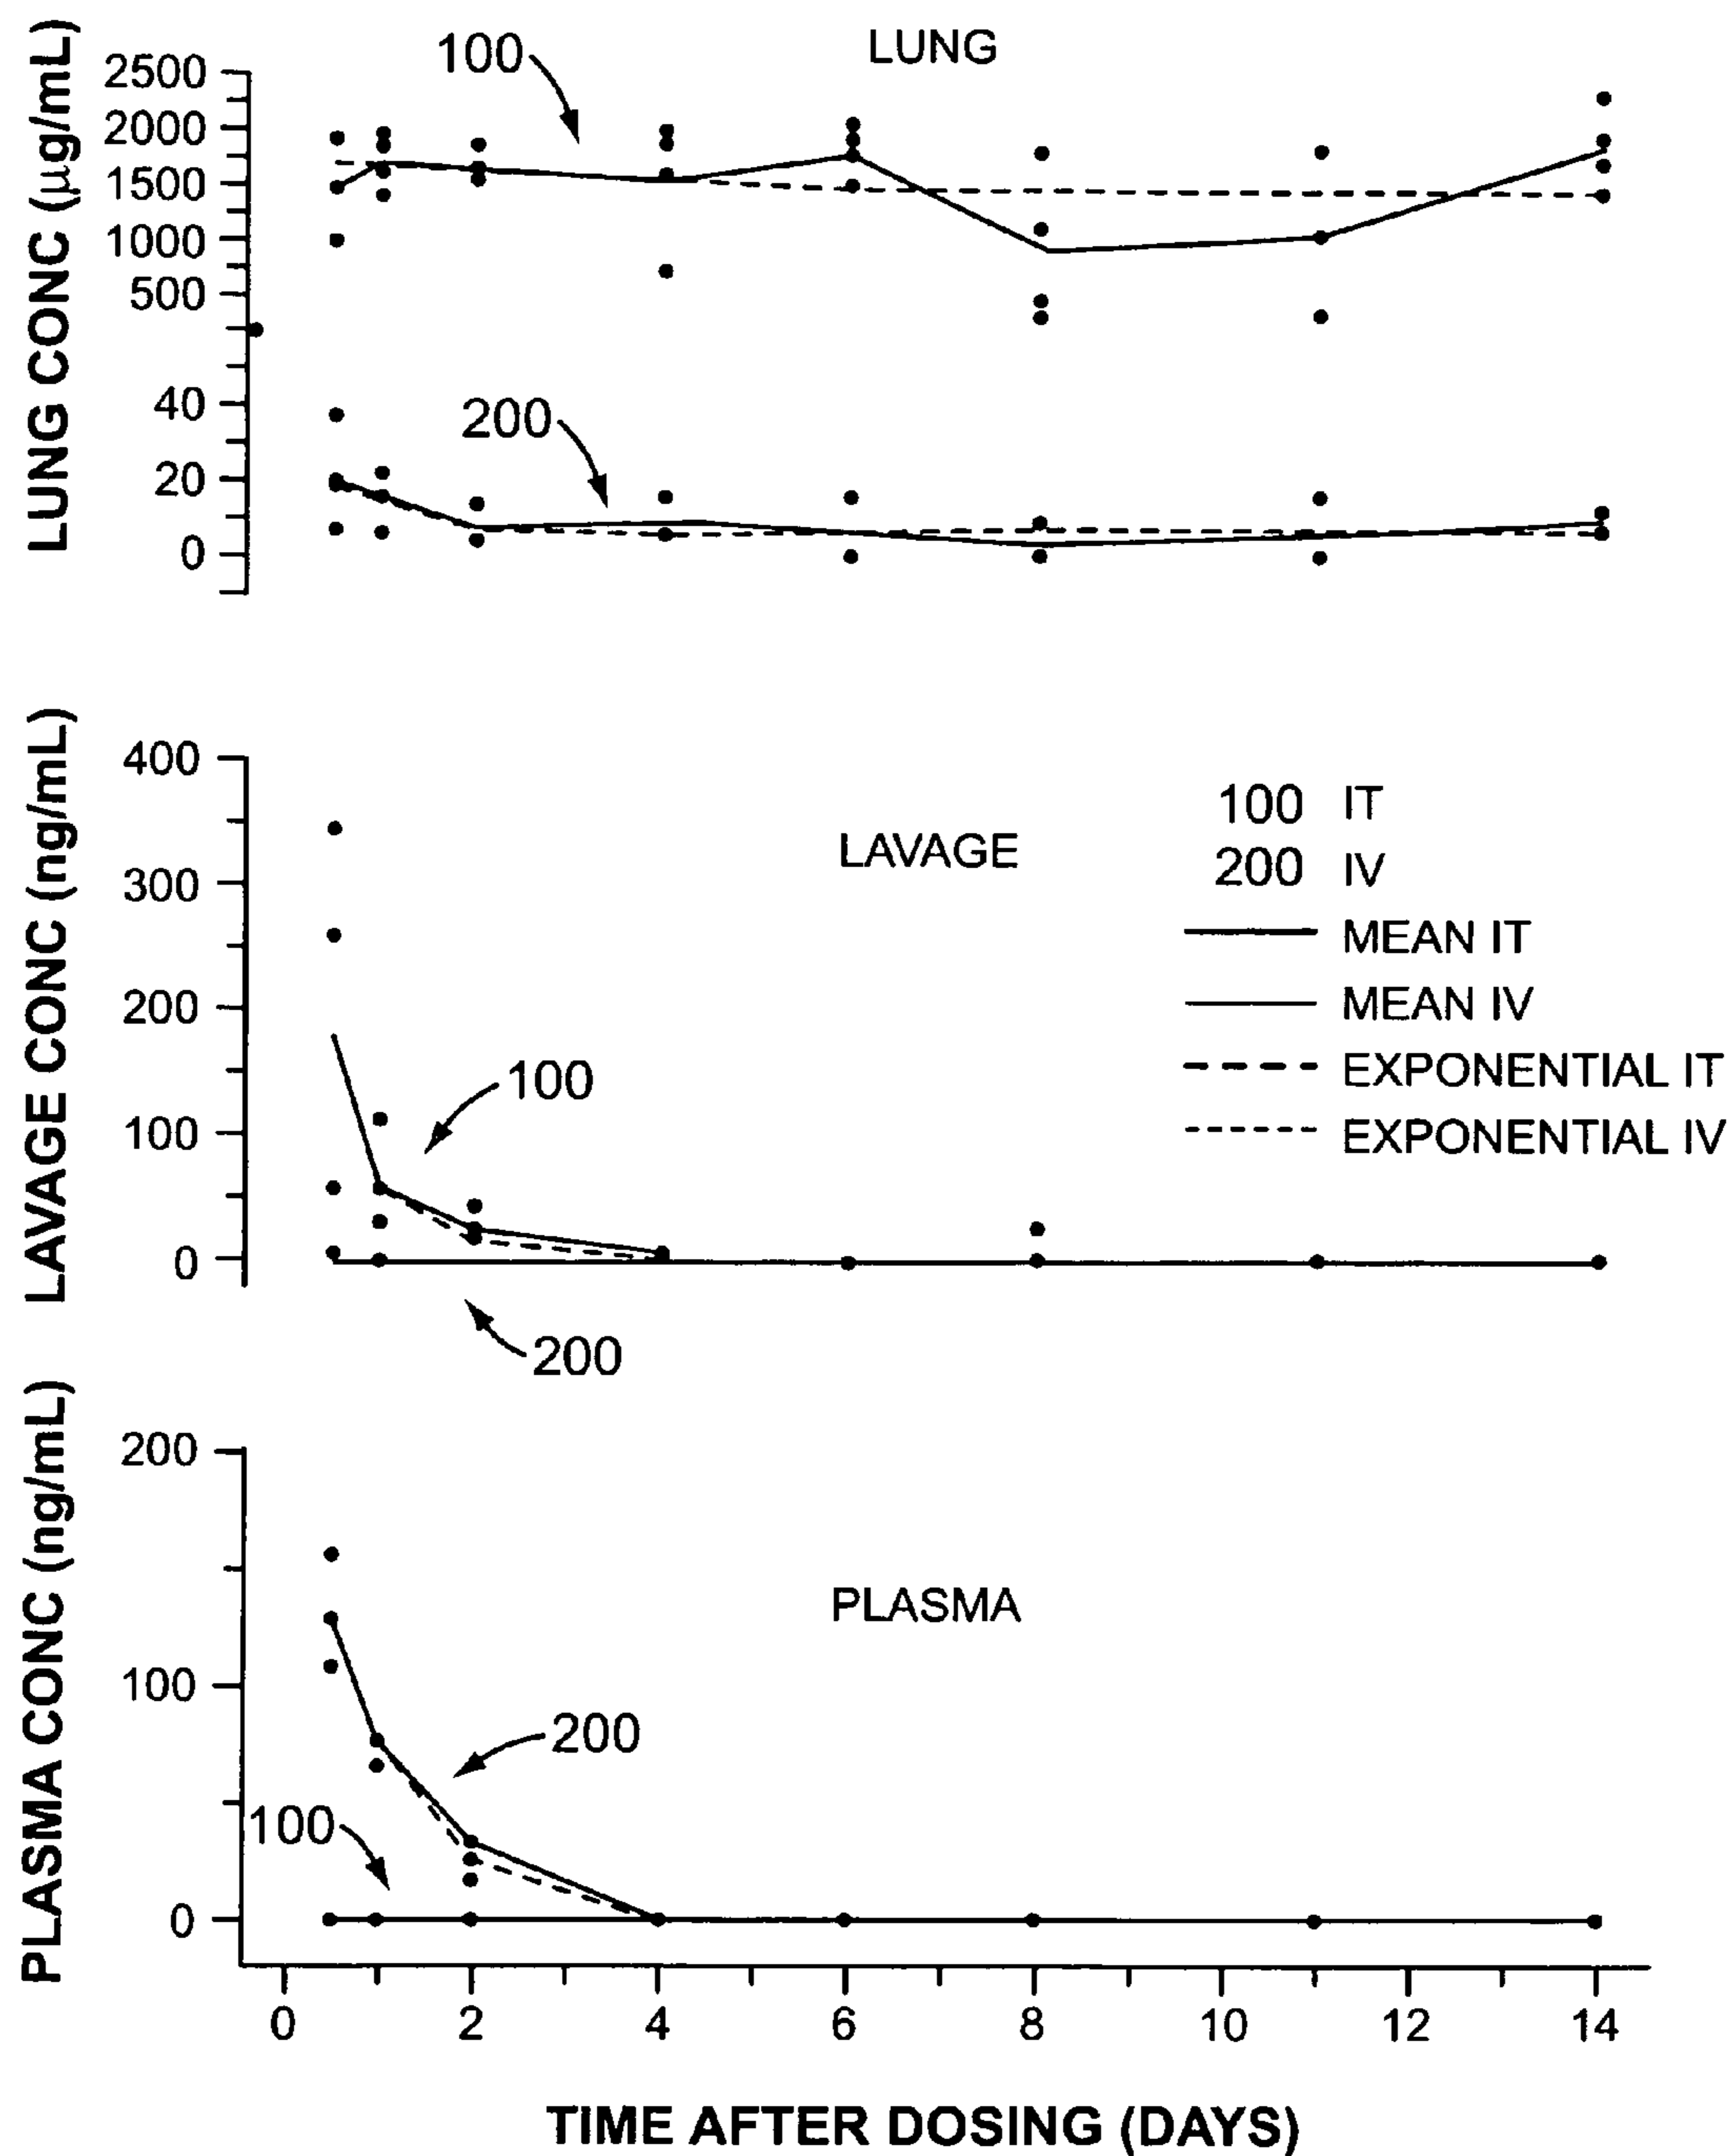 LUNG
100
LUNG CONC (µg/mL)
2500
2000
1500
1000
500
200
40
20
0
LAVAGE CONC (ng/mL)
400
300
200
100
0
LAVAGE
100 IT
200 IV
MEAN IT
MEAN IV
EXPONENTIAL IT
EXPONENTIAL IV
100
200
PLASMA CONC (ng/mL)
200
100
0
PLASMA
200
100
0 2 4 6 8 10 12 14
TIME AFTER DOSING (DAYS)